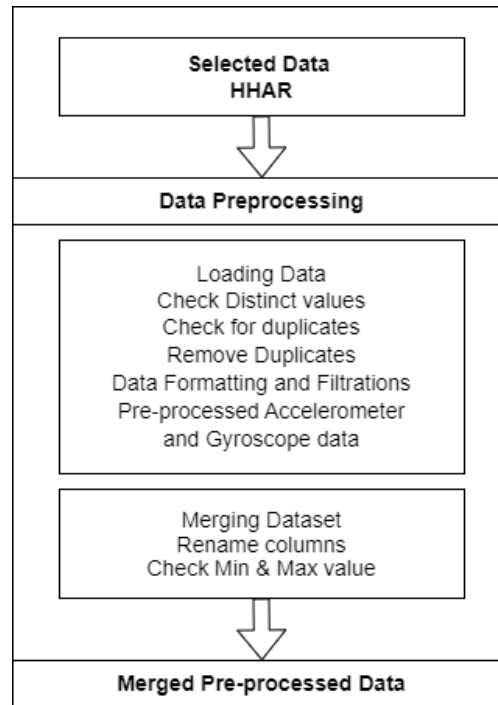 Selected Data
HHAR
Data Preprocessing
Loading Data
Check Distinct values
Check for duplicates
Remove Duplicates
Data Formatting and Filtrations
Pre-processed Accelerometer
and Gyroscope data
Merging Dataset
Rename columns
Check Min & Max value
Merged Pre-processed Data